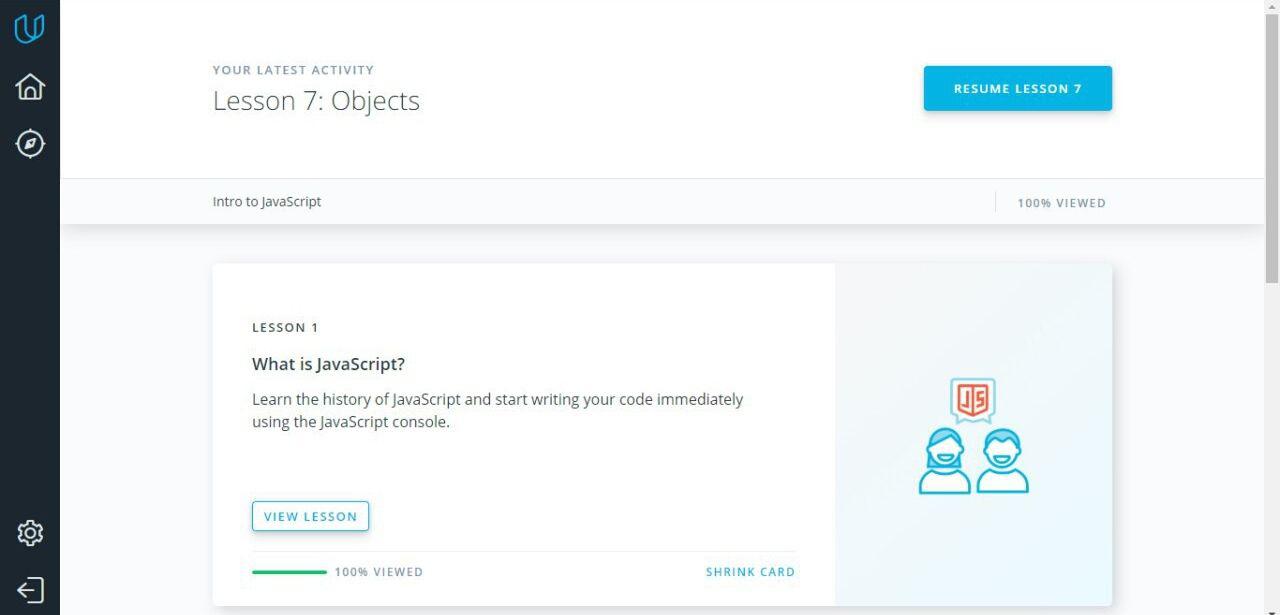 YOUR LATEST ACTIVITY
Lesson 7: Objects
RESUME LESSON 7
Intro to JavaScript
100% VIEWED
LESSON 1
What is JavaScript?
Learn the history of JavaScript and start writing your code immediately
using the JavaScript console.
JS
VIEW LESSON
100% VIEWED
SHRINK CARD